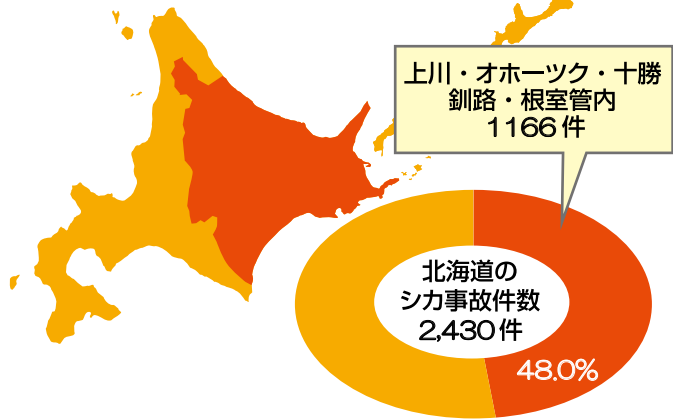 上川・オホーツク・十勝
釧路・根室管内
1166件
北海道の
シカ事故件数
2,430件
48.0%